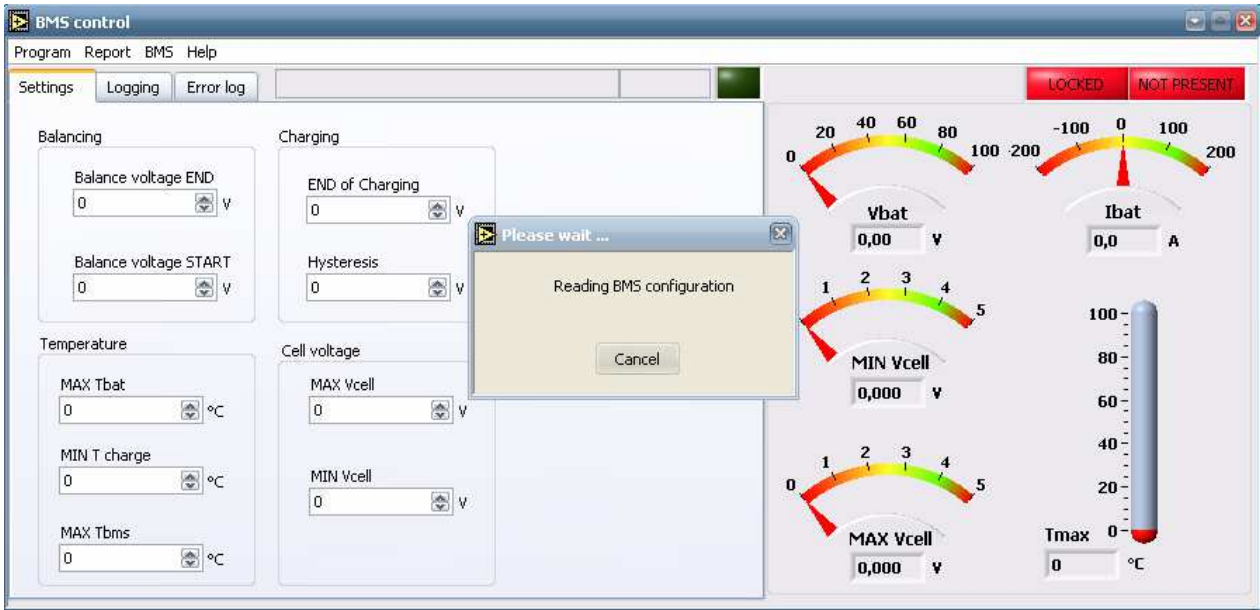 BMS control
Program Report BMS Help
Settings Logging Error log
LOCKED NOT PRESENT
Balancing
Balance voltage END
0 V
Balance voltage START
0 V
Charging
END of Charging
0 V
Hysteresis
0 V
Temperature
MAX Tbat
0 °C
MIN T charge
0 °C
MAX Tbms
0 °C
Cell voltage
MAX Vcell
0 V
MIN Vcell
0 V
Please wait ...
Reading BMS configuration
Cancel
0 20 40 60 80 100
Vbat
0,00 V
-200 -100 0 100 200
Ibat
0,0 A
0 1 2 3 4 5
MIN Vcell
0,000 V
0 1 2 3 4 5
MAX Vcell
0,000 V
100
80
60
40
20
0
Tmax
0 °C